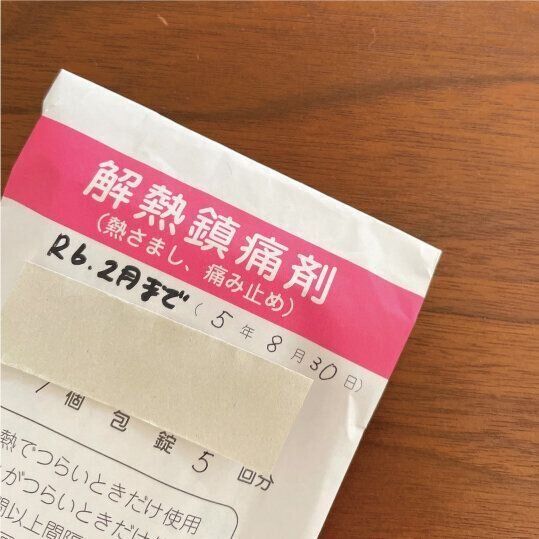 解熱鎮痛剤
(熱さまし、痛み止め)
R6.2月まで
(5年8月30日)
1個包錠5回分
熱でつらいときだけ使用
がつらいときだけ
間以上間隔